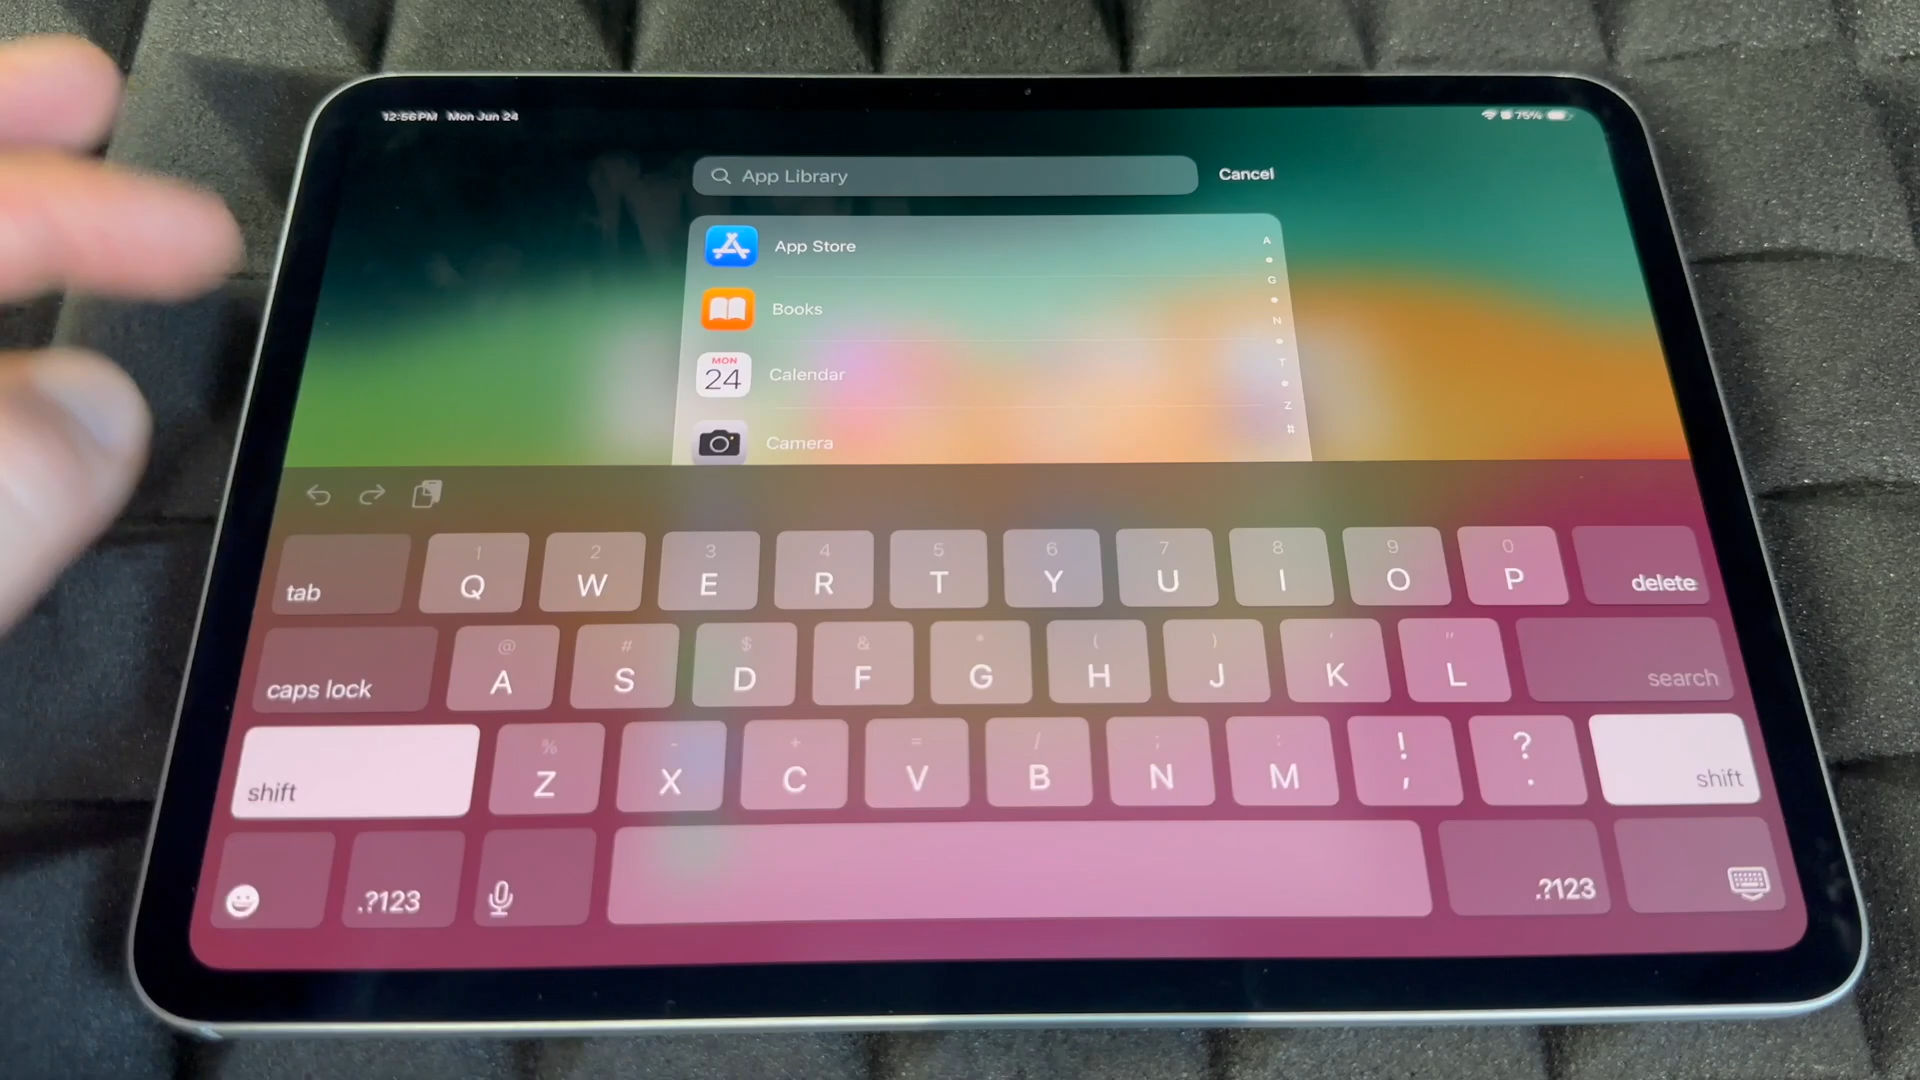 12:56 PM Mon Jun 24
75%
App Library
Cancel
App Store
Books
MON
24
Calendar
Camera
A
G
N
T
Z
#
1 2 3 4 5 6 7 8 9 0
tab Q W E R T Y U I O P delete
@ # $ & * ( ) ' "
caps lock A S D F G H J K L search
% - + = / ; : ! ?
shift Z X C V B N M , . shift
.?123 .?123